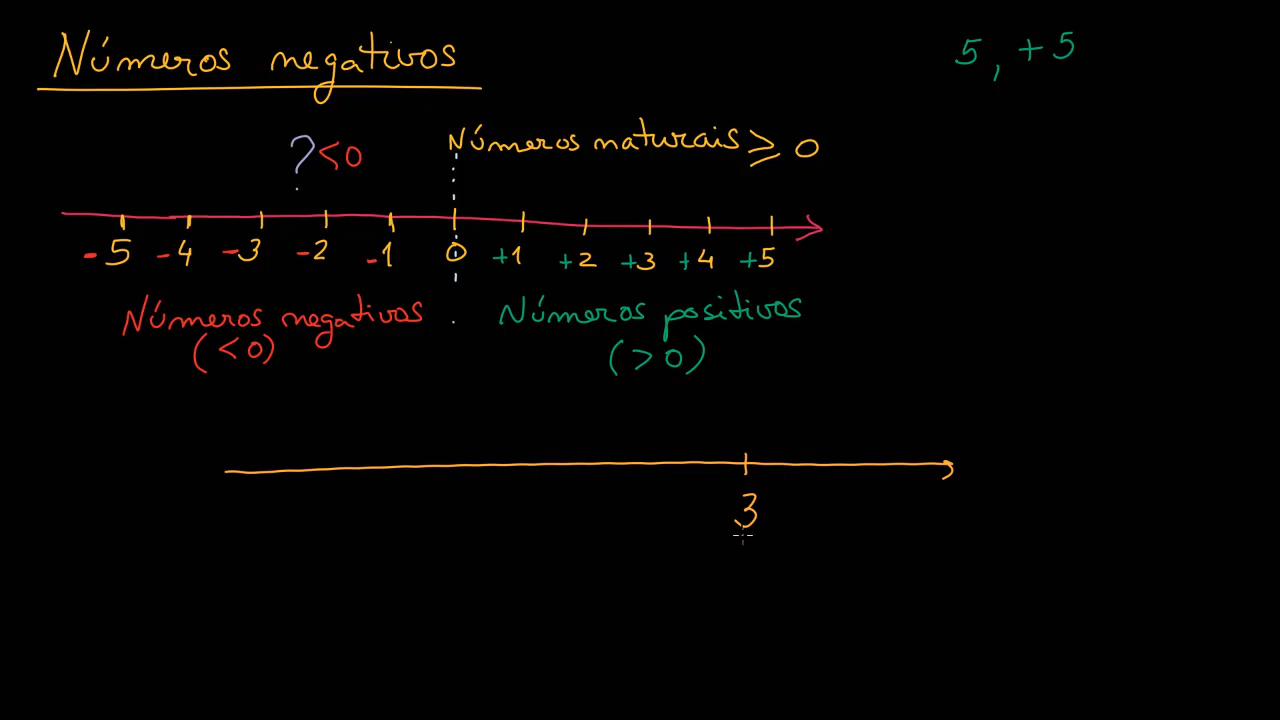 Números negativos
5, +5
? <0 Números naturais ≥ 0
-5 -4 -3 -2 -1 0 +1 +2 +3 +4 +5
Números negativos Números positivos
(<0) (>0)
3